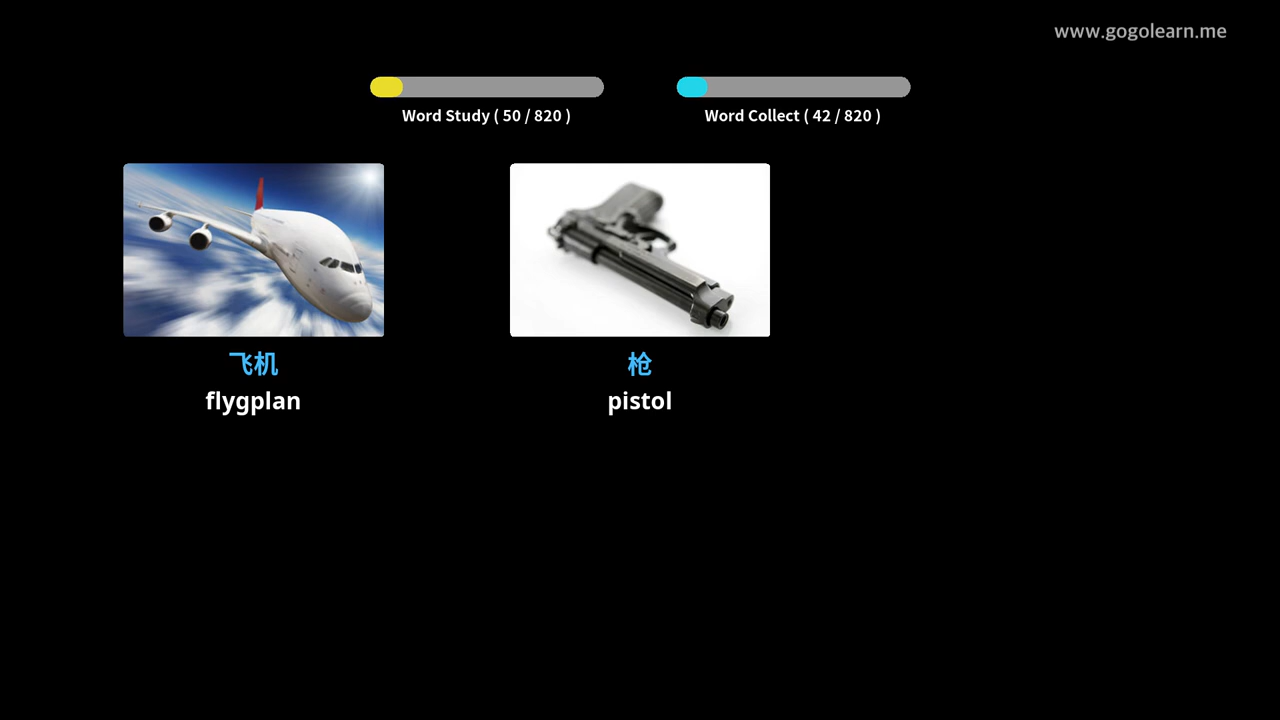 www.gogolearn.me
Word Study ( 50 / 820 )
Word Collect ( 42 / 820 )
飞机
flygplan
枪
pistol